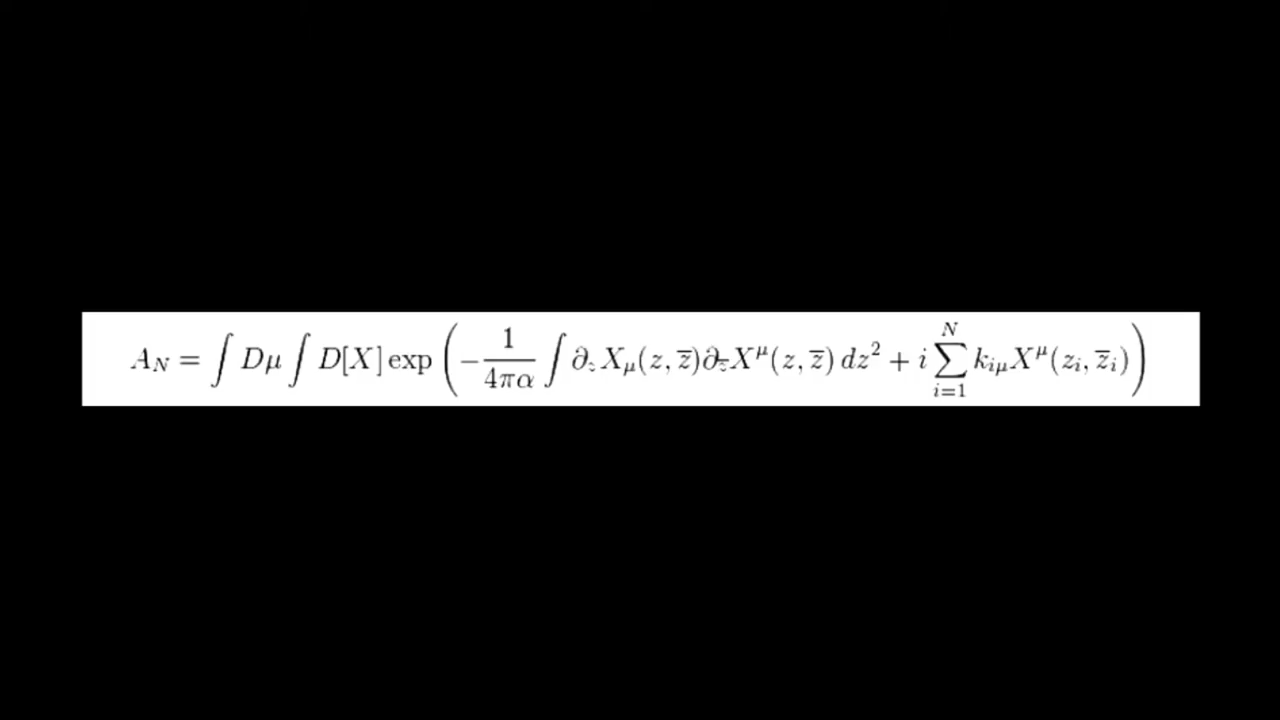 $A_N = \int D\mu \int D[X] \exp \left( -\frac{1}{4\pi\alpha} \int \partial_z X_\mu(z, \overline{z}) \partial_{\overline{z}} X^\mu(z, \overline{z}) \, dz^2 + i \sum_{i=1}^{N} k_{i\mu} X^\mu(z_i, \overline{z}_i) \right)$